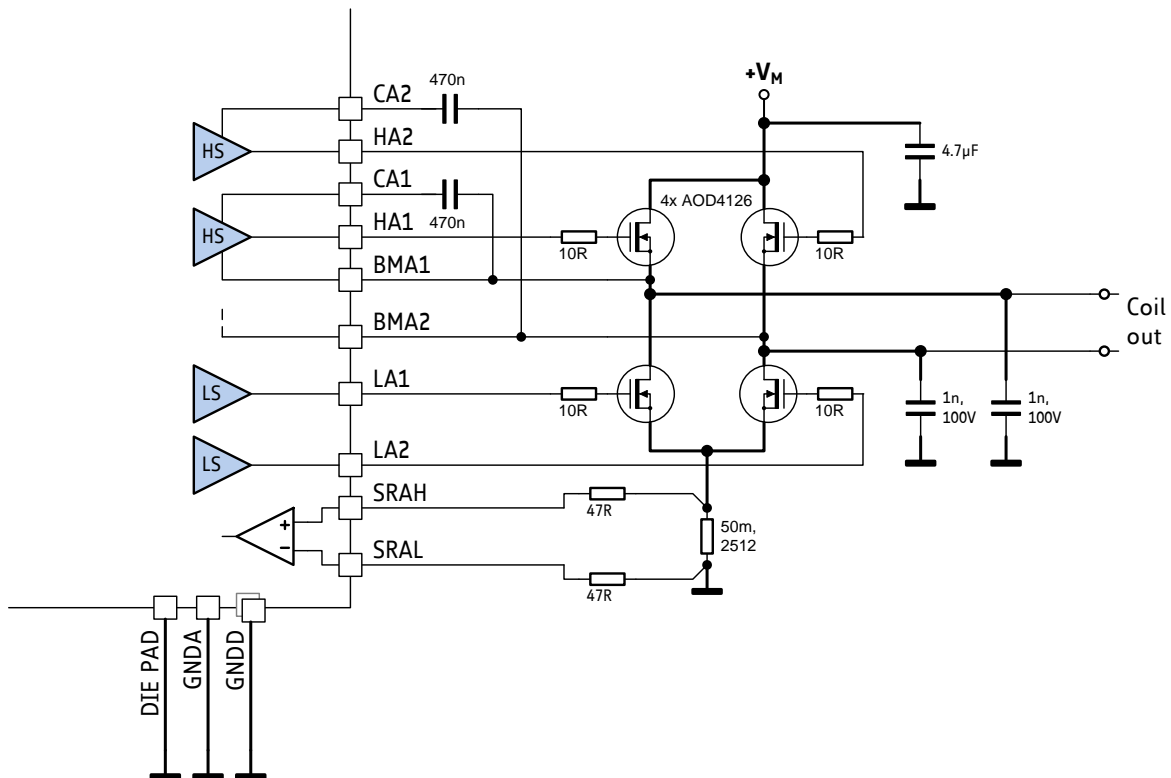 +VM
470n
CA2
HS
HA2
4.7µF
CA1
4x AOD4126
470n
HS
HA1
10R
10R
BMA1
Coil
out
BMA2
LS
LA1
10R
10R
1n,
100V
1n,
100V
LS
LA2
SRAH
47R
+
-
50m,
2512
SRAL
47R
DIE PAD
GNDA
GNDD